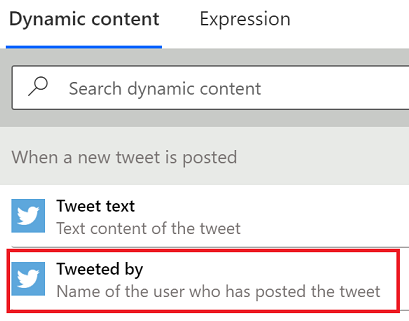 Dynamic content Expression
Search dynamic content
When a new tweet is posted
Tweet text
Text content of the tweet
Tweeted by
Name of the user who has posted the tweet